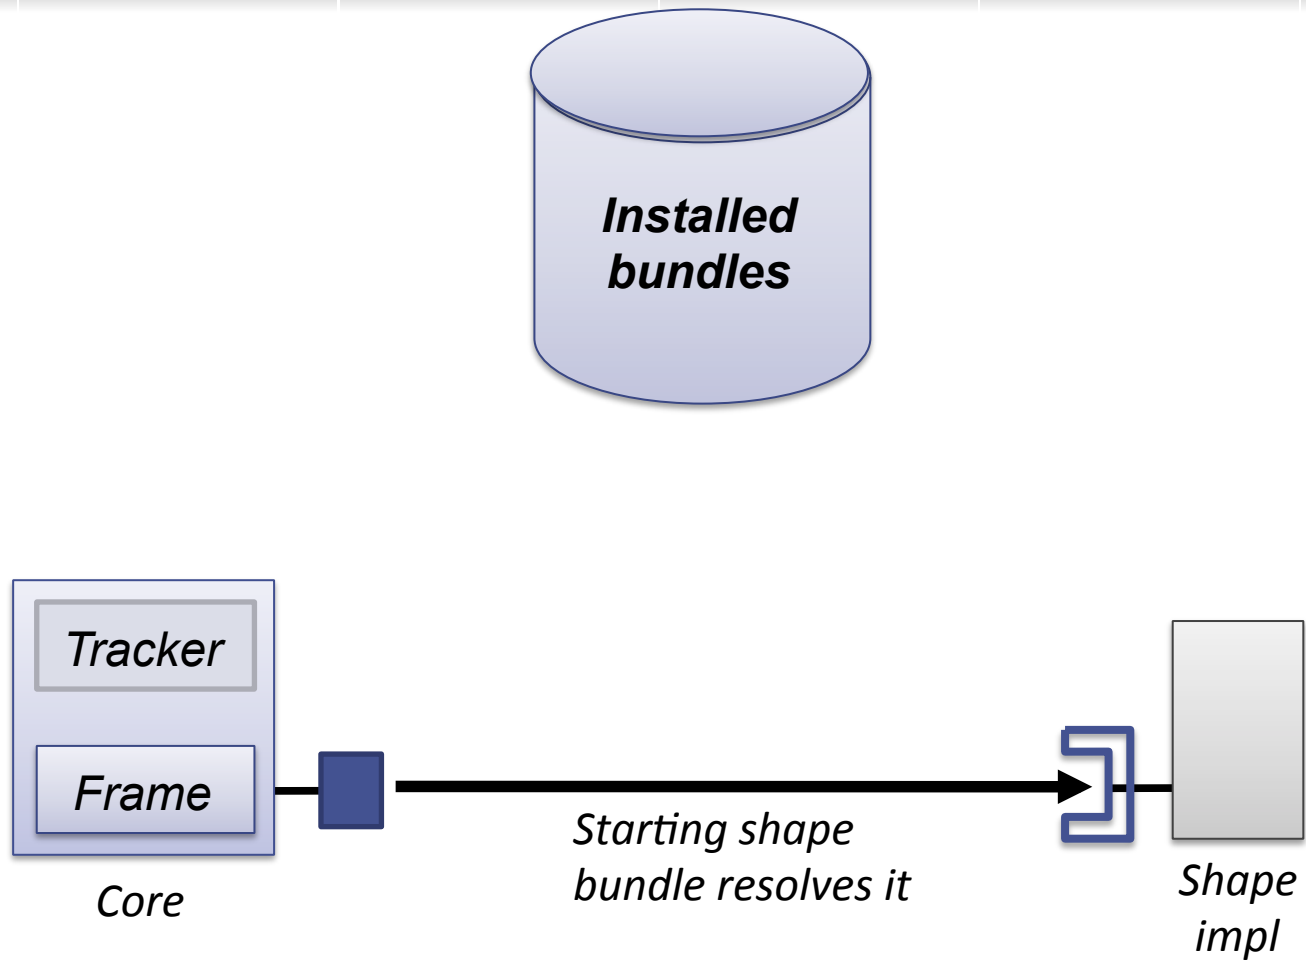 Installed
bundles
Tracker
Frame
Core
Starting shape
bundle resolves it
Shape
impl